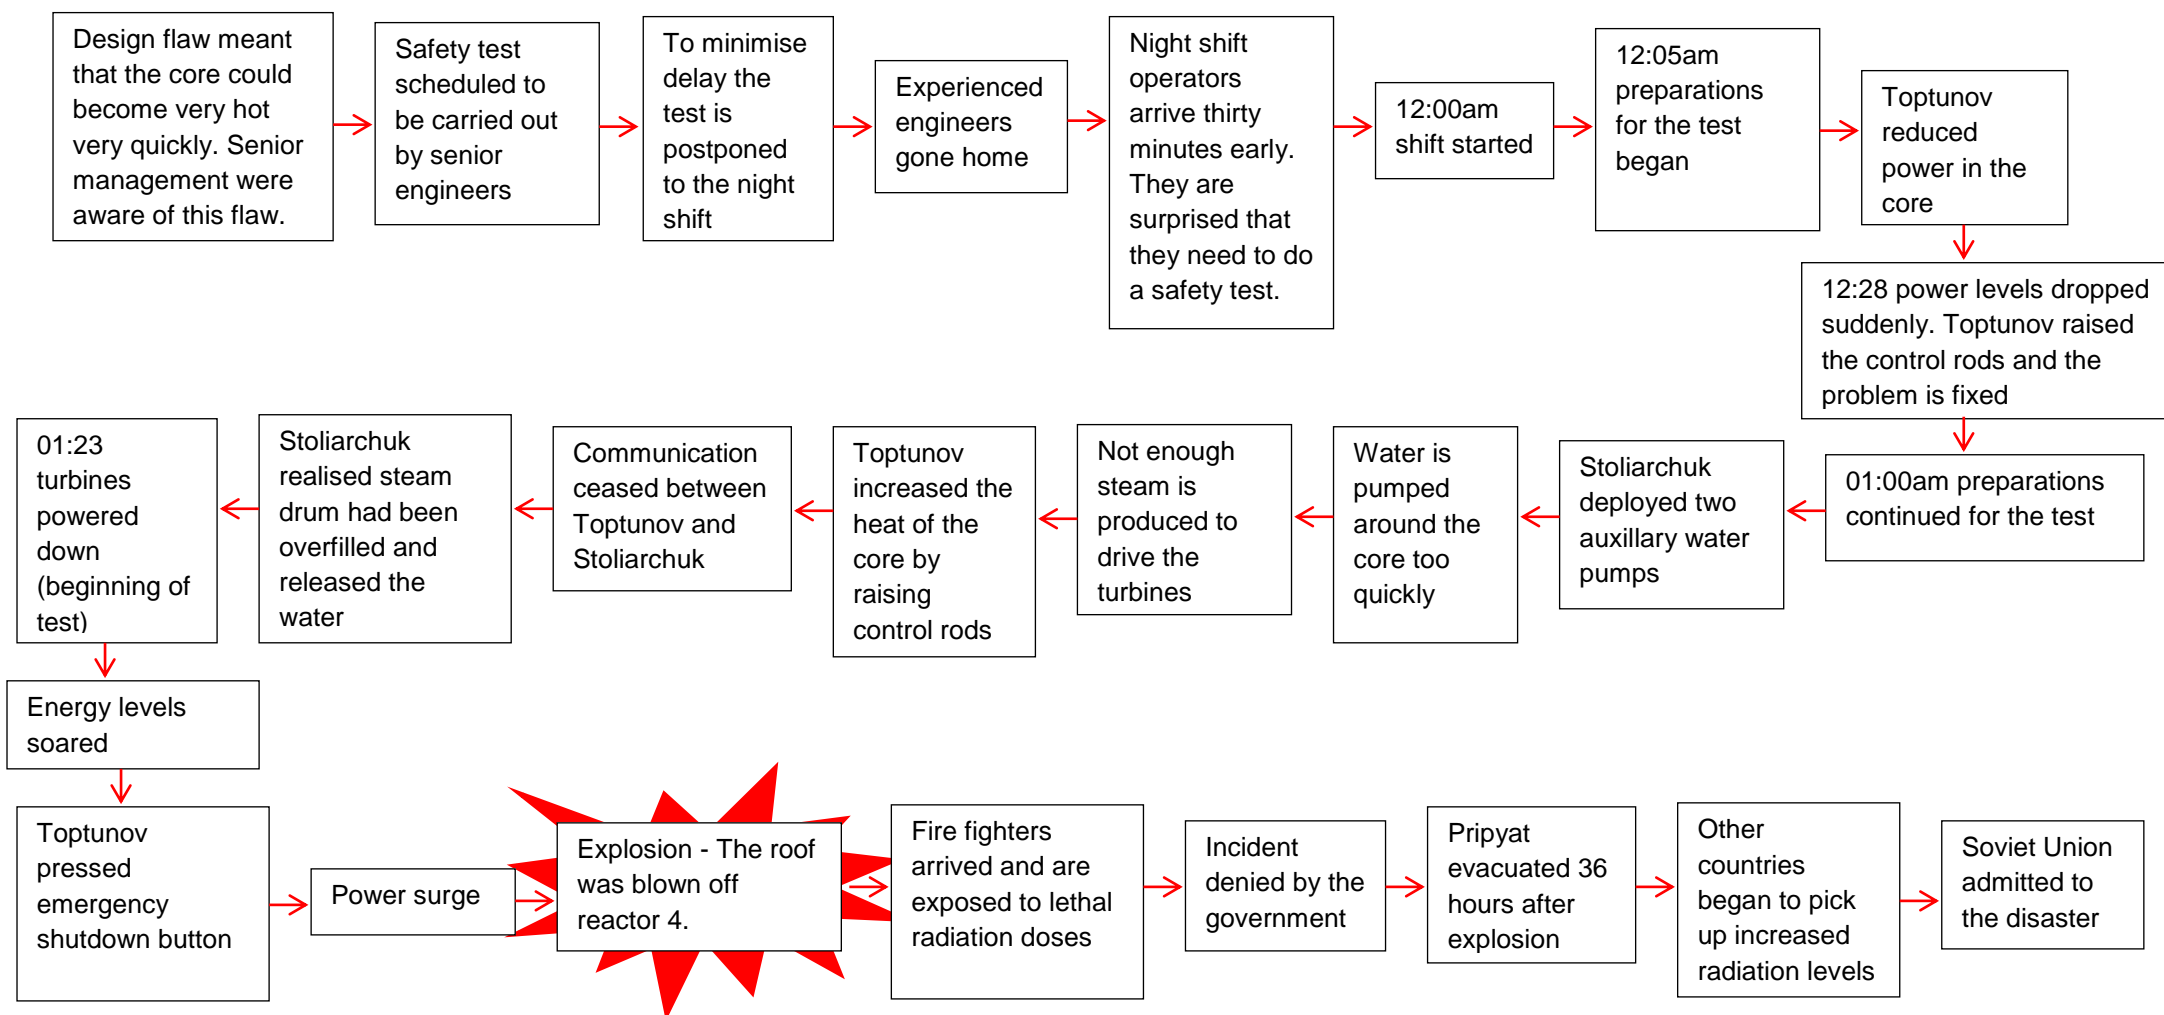 Design flaw meant
that the core could
become very hot
very quickly. Senior
management were
aware of this flaw.
Safety test
scheduled to
be carried out
by senior
engineers
To minimise
delay the
test is
postponed
to the night
shift
Experienced
engineers
gone home
Night shift
operators
arrive thirty
minutes early.
They are
surprised that
they need to do
a safety test.
12:00am
shift started
12:05am
preparations
for the test
began
Toptunov
reduced
power in the
core
12:28 power levels dropped
suddenly. Toptunov raised
the control rods and the
problem is fixed
01:00am preparations
continued for the test
Stoliarchuk
deployed two
auxillary water
pumps
Water is
pumped
around the
core too
quickly
Not enough
steam is
produced to
drive the
turbines
Toptunov
increased the
heat of the
core by
raising
control rods
Communication
ceased between
Toptunov and
Stoliarchuk
Stoliarchuk
realised steam
drum had been
overfilled and
released the
water
01:23
turbines
powered
down
(beginning of
test)
Energy levels
soared
Toptunov
pressed
emergency
shutdown button
Power surge
Explosion - The roof
was blown off
reactor 4.
Fire fighters
arrived and are
exposed to lethal
radiation doses
Incident
denied by the
government
Pripyat
evacuated 36
hours after
explosion
Other
countries
began to pick
up increased
radiation levels
Soviet Union
admitted to
the disaster